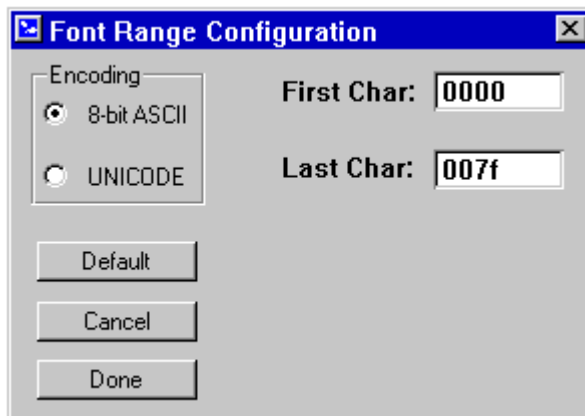 Font Range Configuration
Encoding
8-bit ASCII
UNICODE
First Char: 0000
Last Char: 007f
Default
Cancel
Done